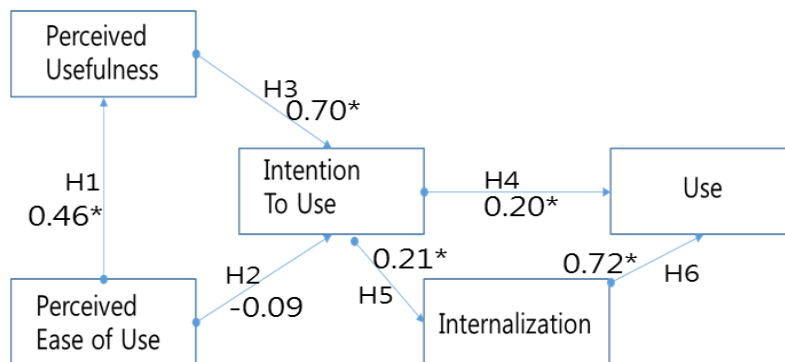 Perceived
Usefulness
H3
0.70*
Intention
To Use
H4
0.20*
Use
H1
0.46*
H2
-0.09
0.21*
H5
0.72*
H6
Perceived
Ease of Use
Internalization